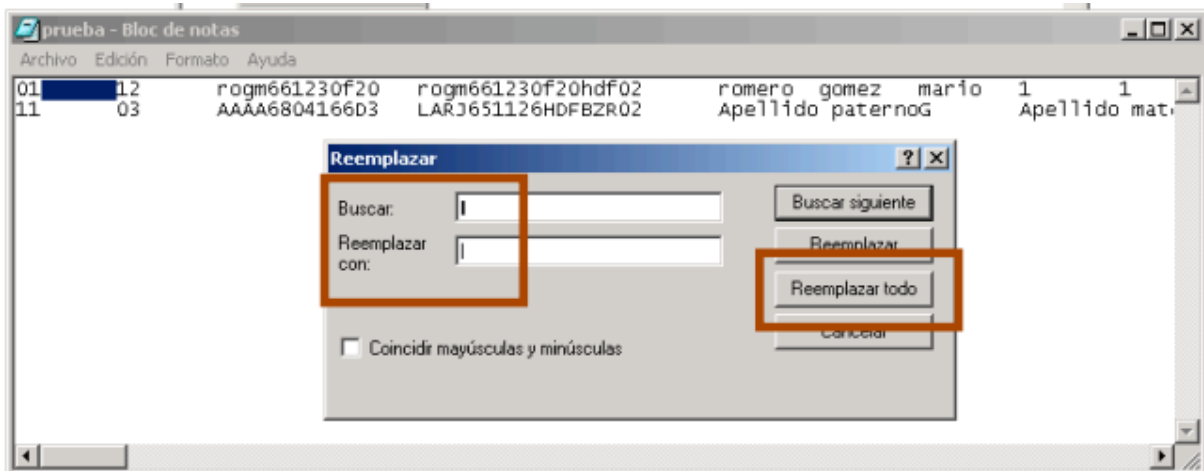 prueba - Bloc de notas
Archivo Edición Formato Ayuda
01 12 rogm661230f20 rogm661230f20hdf02 romero gomez mario 1 1
11 03 AAAA6804166D3 LARJ651126HDFBZR02 Apellido paternoG Apellido mat
Reemplazar
Buscar:
Buscar siguiente
Reemplazar con:
|
Reemplazar
Reemplazar todo
Cancelar
Coincidir mayúsculas y minúsculas